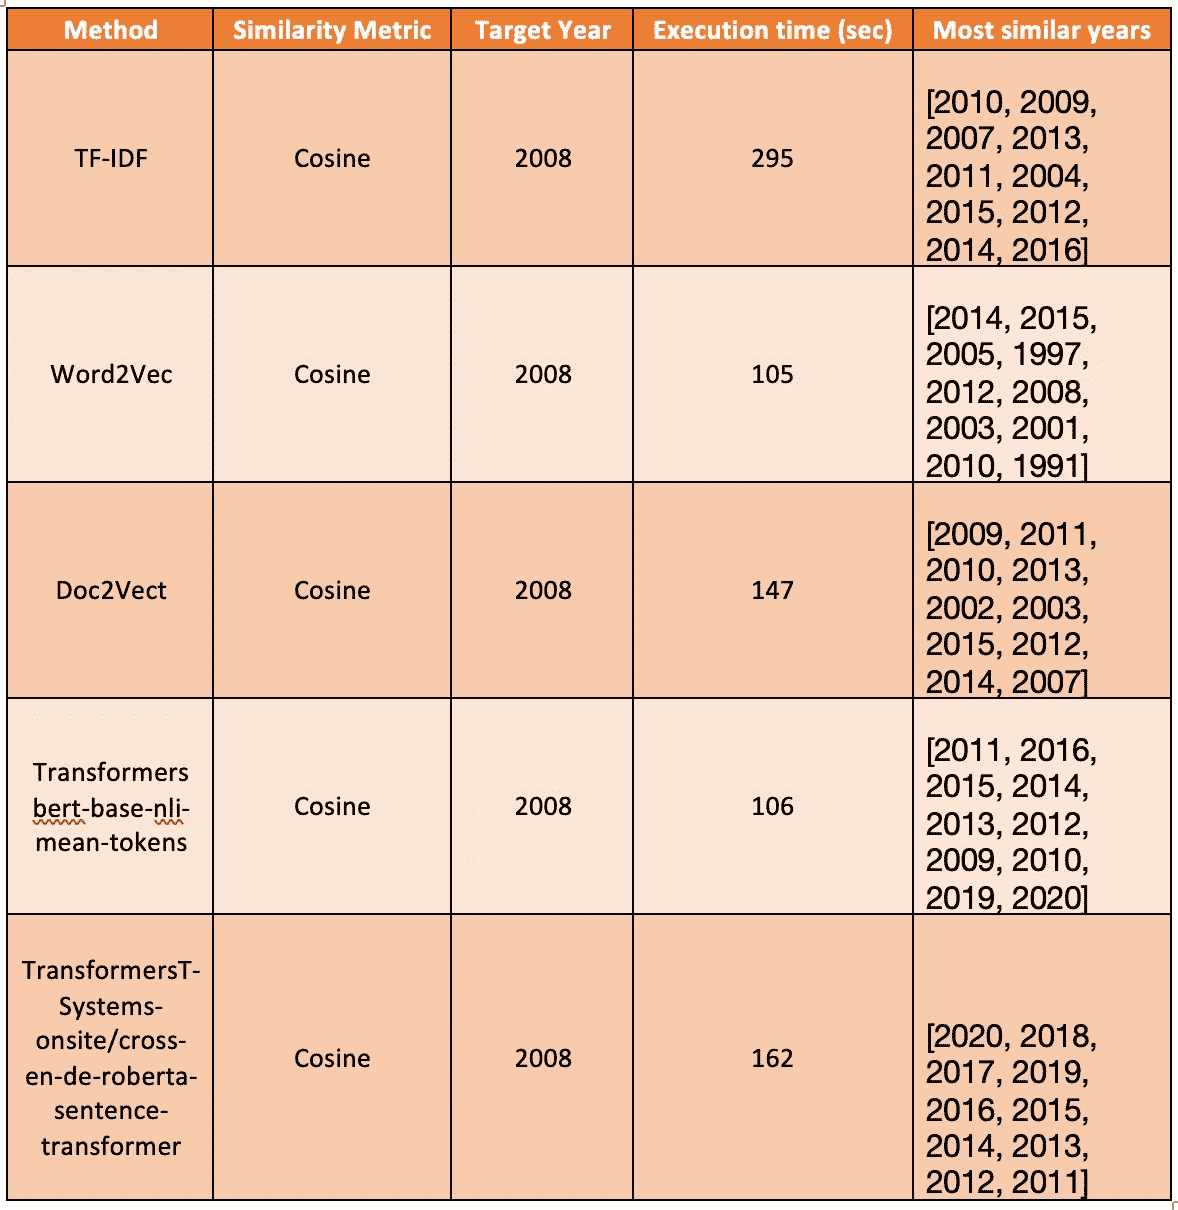 Method Similarity Metric Target Year Execution time (sec) Most similar years
TF-IDF Cosine 2008 295
[2010, 2009,
2007, 2013,
2011, 2004,
2015, 2012,
2014, 2016]
Word2Vec Cosine 2008 105
[2014, 2015,
2005, 1997,
2012, 2008,
2003, 2001,
2010, 1991]
Doc2Vect Cosine 2008 147
[2009, 2011,
2010, 2013,
2002, 2003,
2015, 2012,
2014, 2007]
Transformers
bert-base-nli-
mean-tokens
Cosine 2008 106
[2011, 2016,
2015, 2014,
2013, 2012,
2009, 2010,
2019, 2020]
TransformersT-
Systems-
onsite/cross-
en-de-roberta-
sentence-
transformer
Cosine 2008 162
[2020, 2018,
2017, 2019,
2016, 2015,
2014, 2013,
2012, 2011]